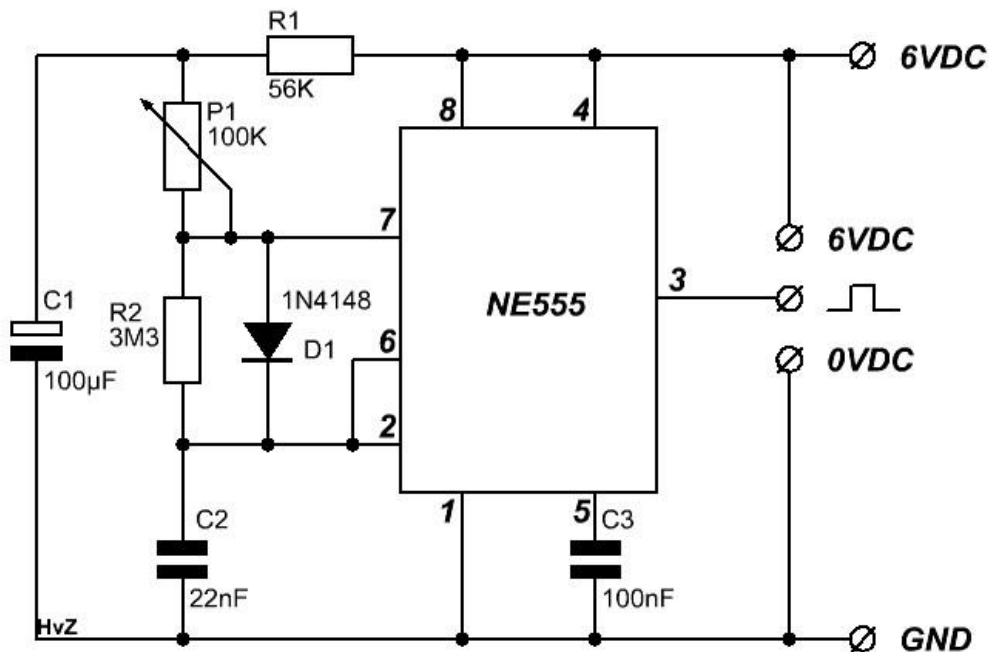 R1
6VDC
56K
P1
100K
8
4
7
6VDC
C1
1N4148
3
R2
3M3
NE555
D1
6
100µF
0VDC
2
1
5
C3
C2
22nF
100nF
HvZ
GND